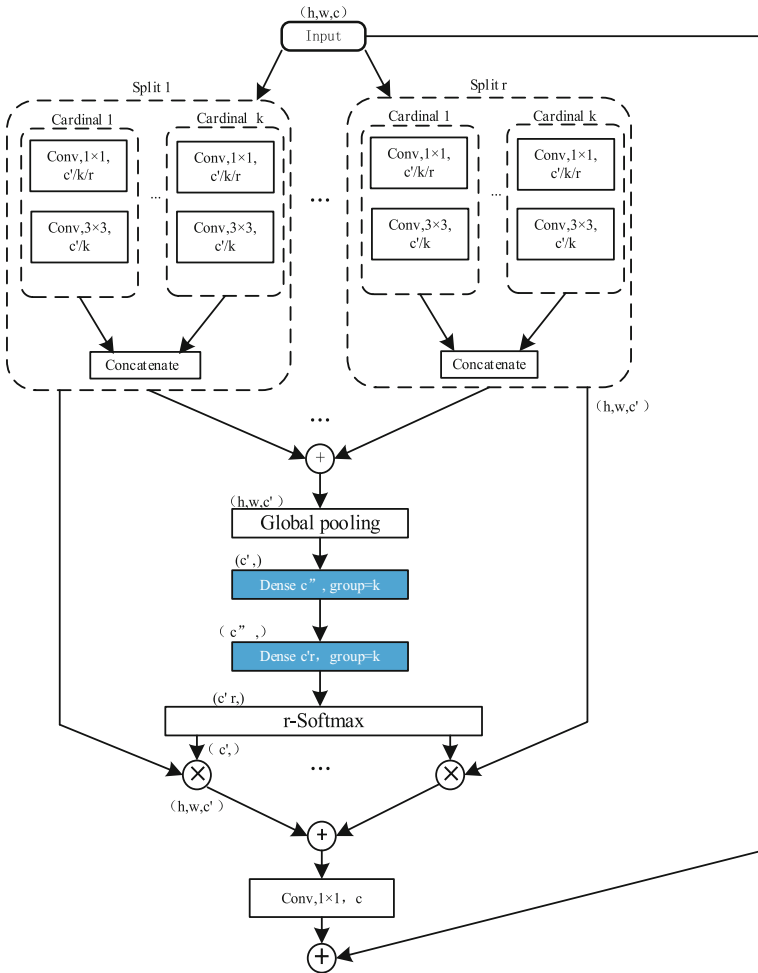 (h,w,c)
Input
Split 1
Split r
Cardinal 1
Cardinal k
Cardinal 1
Cardinal k
Conv,1×1,
c'/k/r
Conv,1×1,
c'/k/r
Conv,1×1,
c'/k/r
Conv,1×1,
c'/k/r
...
...
...
Conv,3×3,
c'/k
Conv,3×3,
c'/k
Conv,3×3,
c'/k
Conv,3×3,
c'/k
Concatenate
Concatenate
(h,w,c')
...
+
(h,w,c')
Global pooling
(c',)
Dense c”, group=k
( c” ,)
Dense c'r, group=k
(c' r,)
r-Softmax
( c',)
×
...
×
(h,w,c' )
+
Conv,1×1, c
+